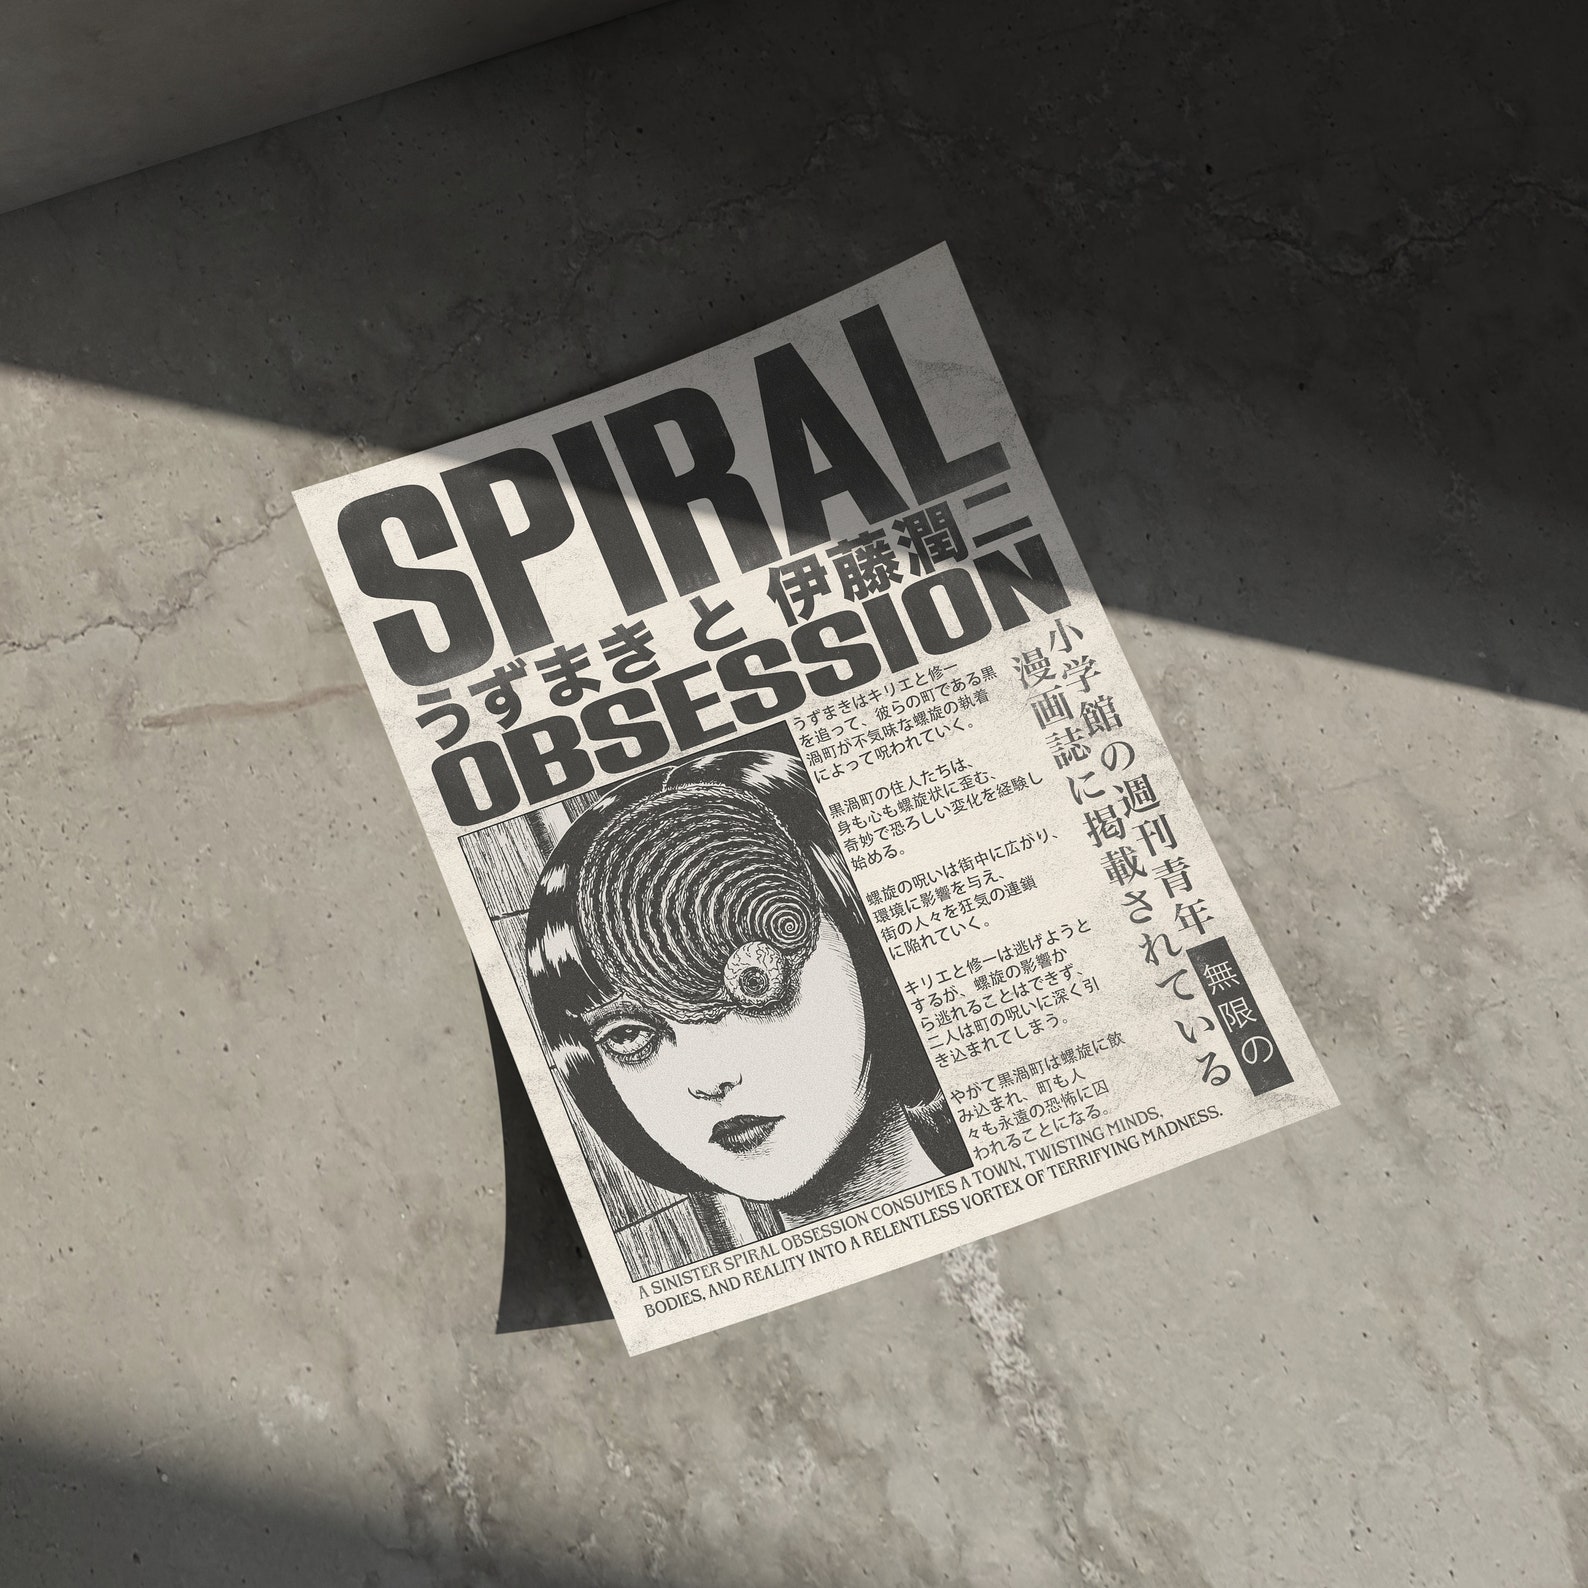 SPIRAL
うずまき と 伊藤潤二
OBSESSION
うずまきはキリエと修一
を追って、彼らの町である黒
渦町が不気味な螺旋の執着
によって呪われていく。
黒渦町の住人たちは、
身も心も螺旋状に歪む、
奇妙で恐ろしい変化を経験し
始める。
螺旋の呪いは街中に広がり、
環境に影響を与え、
街の人々を狂気の連鎖
に陥れていく。
キリエと修一は逃げようと
するが、螺旋の影響か
ら逃れることはできず、
二人は町の呪いに深く引
き込まれてしまう。
やがて黒渦町は螺旋に飲
み込まれ、町も人
々も永遠の恐怖に囚
われることになる。
小学館の週刊青年
漫画誌に掲載されている
無限の
A SINISTER SPIRAL OBSESSION CONSUMES A TOWN, TWISTING MINDS,
BODIES, AND REALITY INTO A RELENTLESS VORTEX OF TERRIFYING MADNESS.